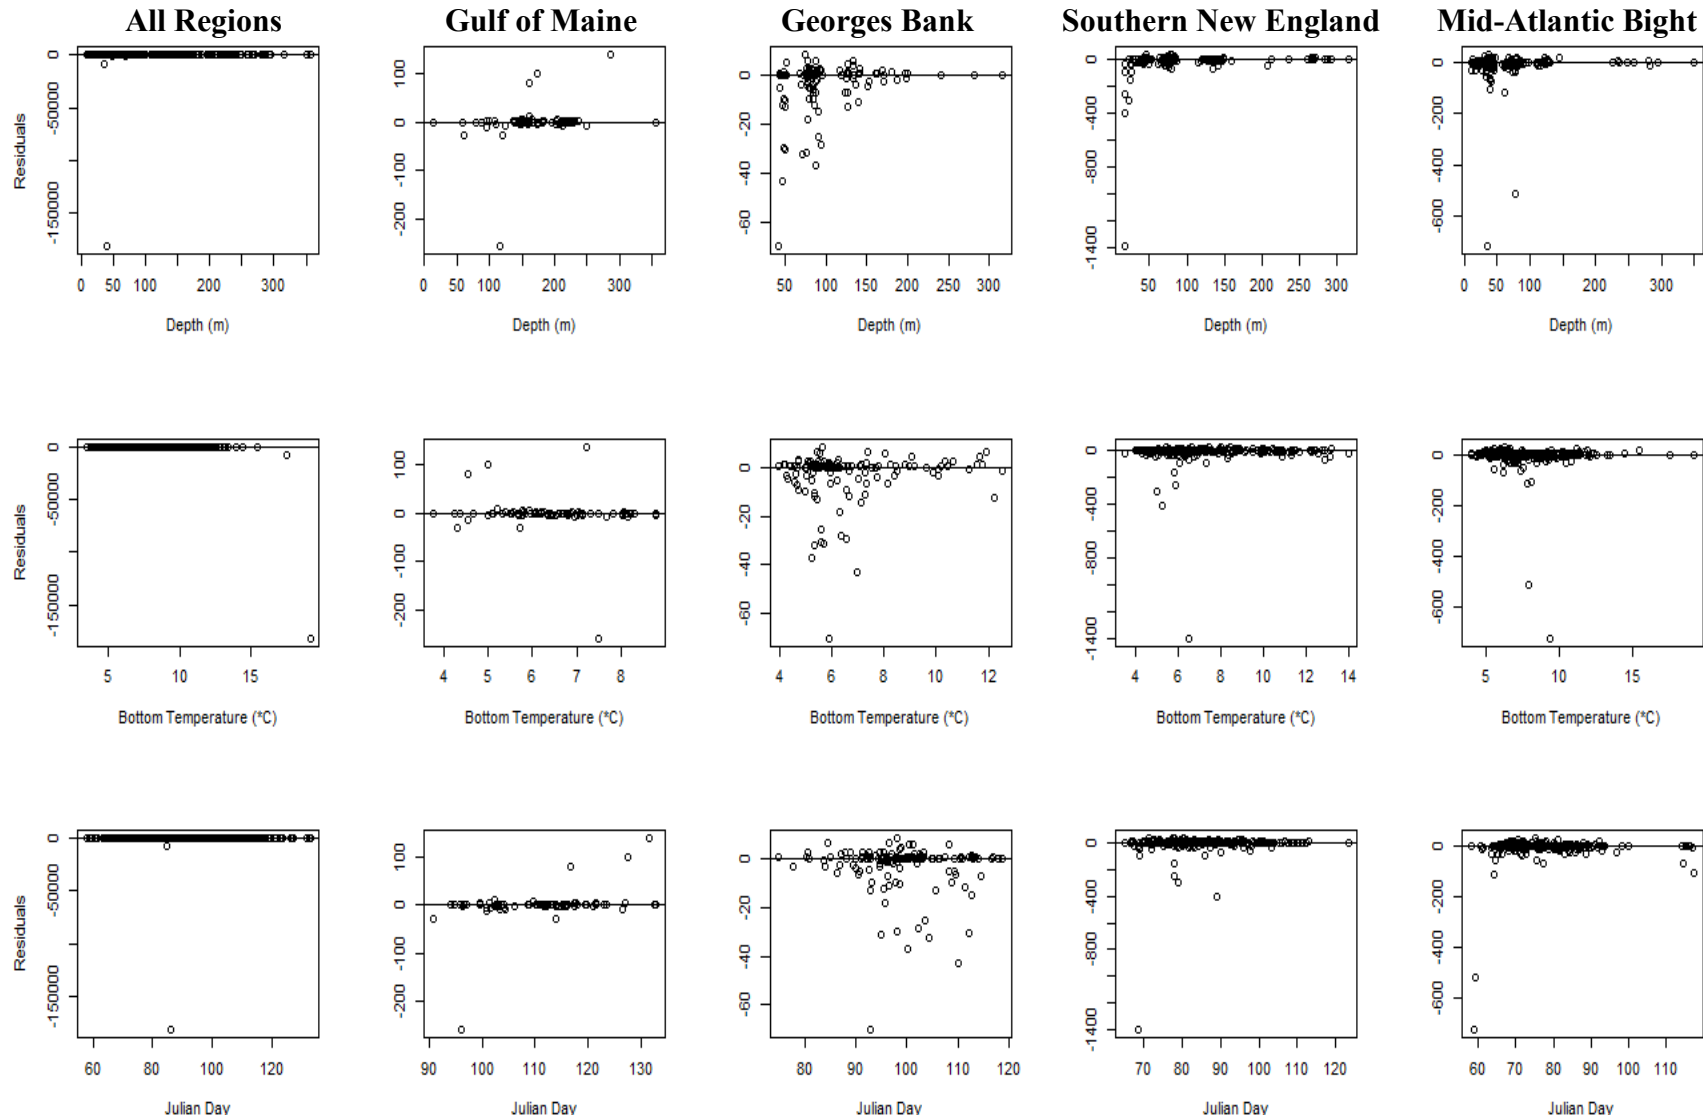 All Regions Gulf of Maine Georges Bank Southern New England Mid-Atlantic Bight
Residuals
0 -50000 -150000
100 0 -100 -200
0 -20 -40 -60
0 -400 -800 -1400
0 -200 -400 -600
0 50 100 200 300
0 50 100 200 300
50 100 150 200 250 300
50 100 150 200 250 300
0 50 100 200 300
Depth (m) Depth (m) Depth (m) Depth (m) Depth (m)
Residuals
0 -50000 -150000
100 0 -100 -200
0 -20 -40 -60
0 -400 -800 -1400
0 -200 -400 -600
5 10 15
4 5 6 7 8
4 6 8 10 12
4 6 8 10 12 14
5 10 15
Bottom Temperature (*C) Bottom Temperature (*C) Bottom Temperature (*C) Bottom Temperature (*C) Bottom Temperature (*C)
Residuals
0 -50000 -150000
100 0 -100 -200
0 -20 -40 -60
0 -400 -800 -1400
0 -200 -400 -600
60 80 100 120
90 100 110 120 130
80 90 100 110 120
70 80 90 100 110 120
60 70 80 90 100 110
Julian Day Julian Day Julian Day Julian Day Julian Day